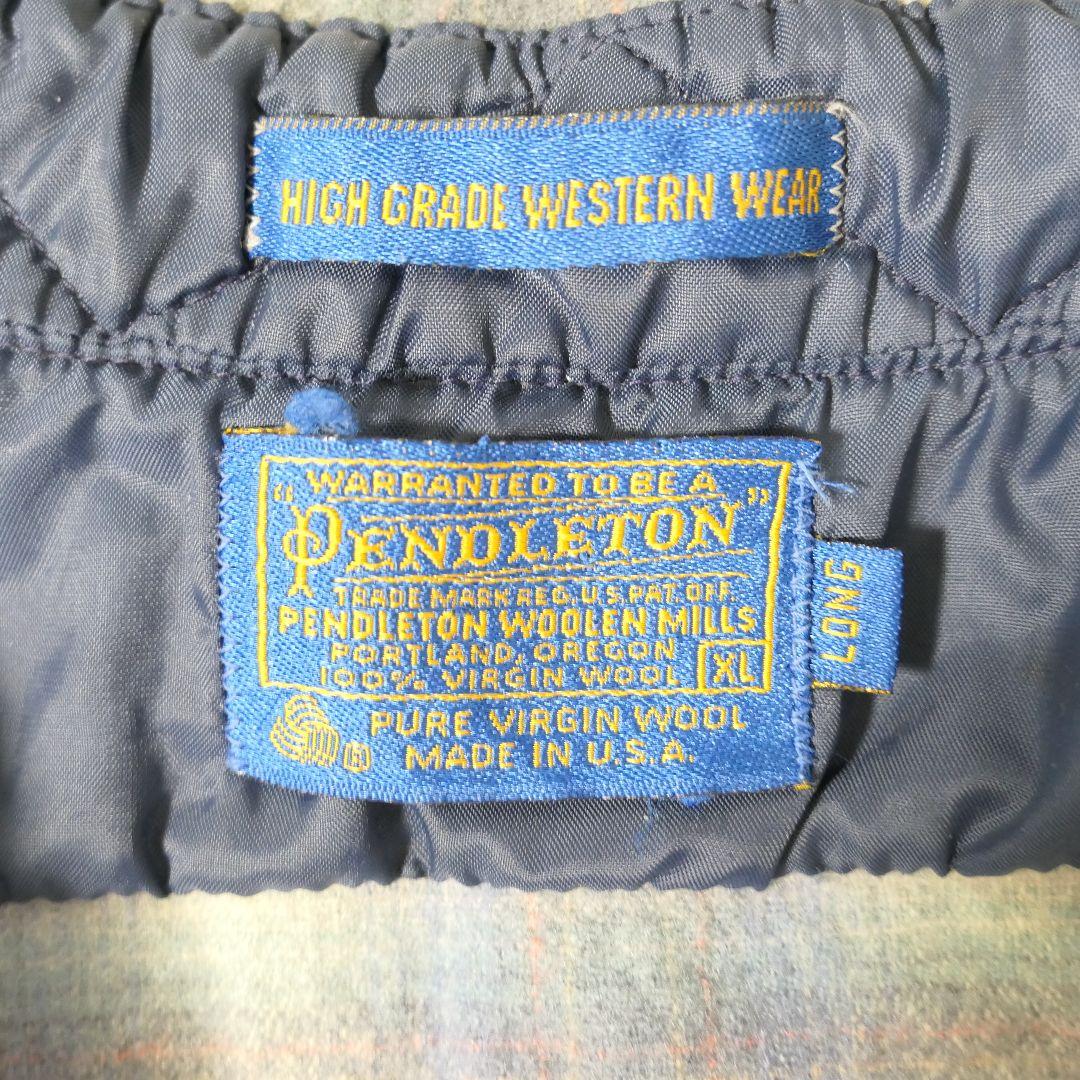 HIGH GRADE WESTERN WEAR
WARRANTED TO BE A
"PENDLETON"
TRADE MARK REG. U.S. PAT. OFF.
PENDLETON WOOLEN MILLS
PORTLAND, OREGON
100% VIRGIN WOOL XL
PURE VIRGIN WOOL
® MADE IN U.S.A.
LONG